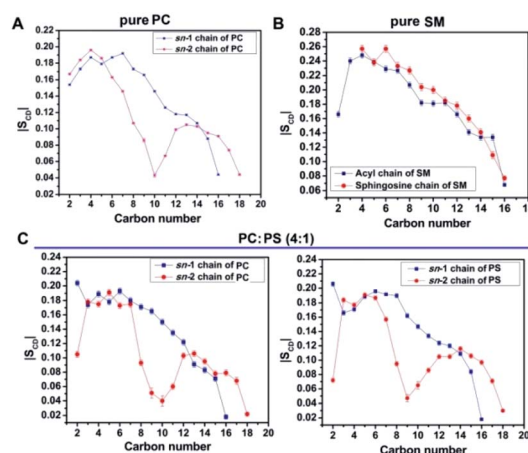 A
pure PC
|S_CD|
0.20
0.18
0.16
0.14
0.12
0.10
0.08
0.06
0.04
sn-1 chain of PC
sn-2 chain of PC
0 2 4 6 8 10 12 14 16 18 20
Carbon number
B
pure SM
|S_CD|
0.28
0.26
0.24
0.22
0.20
0.18
0.16
0.14
0.12
0.10
0.08
0.06
Acyl chain of SM
Sphingosine chain of SM
2 4 6 8 10 12 14 16 18
Carbon number
C
PC:PS (4:1)
|S_CD|
0.24
0.22
0.20
0.18
0.16
0.14
0.12
0.10
0.08
0.06
0.04
0.02
sn-1 chain of PC
sn-2 chain of PC
0 2 4 6 8 10 12 14 16 18 20
Carbon number
|S_CD|
0.24
0.22
0.20
0.18
0.16
0.14
0.12
0.10
0.08
0.06
0.04
0.02
sn-1 chain of PS
sn-2 chain of PS
0 2 4 6 8 10 12 14 16 18 20
Carbon number